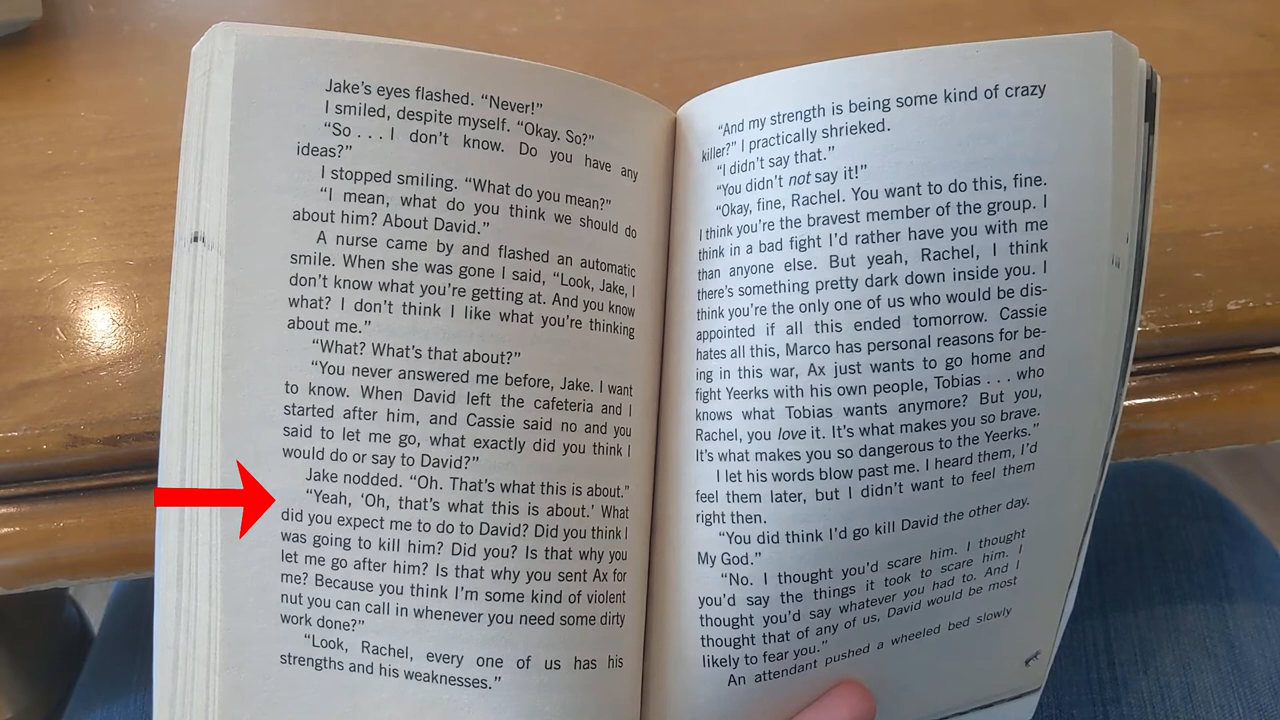 Jake's eyes flashed. “Never!”
I smiled, despite myself. “Okay. So?”
“So . . . I don't know. Do you have any
ideas?”
I stopped smiling. “What do you mean?”
“I mean, what do you think we should do
about him? About David.”
A nurse came by and flashed an automatic
smile. When she was gone I said, “Look, Jake, I
don't know what you're getting at. And you know
what? I don't think I like what you're thinking
about me.”
“What? What's that about?”
“You never answered me before, Jake. I want
to know. When David left the cafeteria and I
started after him, and Cassie said no and you
said to let me go, what exactly did you think I
would do or say to David?”
Jake nodded. “Oh. That's what this is about.”
“Yeah, ‘Oh, that's what this is about.’ What
did you expect me to do to David? Did you think I
was going to kill him? Did you? Is that why you
let me go after him? Is that why you sent Ax for
me? Because you think I'm some kind of violent
nut you can call in whenever you need some dirty
work done?”
“Look, Rachel, every one of us has his
strengths and his weaknesses.”
“And my strength is being some kind of crazy
killer?” I practically shrieked.
“I didn't say that.”
“You didn't not say it!”
“Okay, fine, Rachel. You want to do this, fine.
I think you're the bravest member of the group. I
think in a bad fight I'd rather have you with me
than anyone else. But yeah, Rachel, I think
there's something pretty dark down inside you. I
think you're the only one of us who would be dis-
appointed if all this ended tomorrow. Cassie
hates all this, Marco has personal reasons for be-
ing in this war, Ax just wants to go home and
fight Yeerks with his own people, Tobias . . . who
knows what Tobias wants anymore? But you,
Rachel, you love it. It's what makes you so brave.
It's what makes you so dangerous to the Yeerks.”
I let his words blow past me. I heard them, I'd
feel them later, but I didn't want to feel them
right then.
“You did think I'd go kill David the other day.
My God.”
“No. I thought you'd scare him. I thought
you'd say the things it took to scare him. I
thought you'd say whatever you had to. And I
thought that of any of us, David would be most
likely to fear you.”
An attendant pushed a wheeled bed slowly